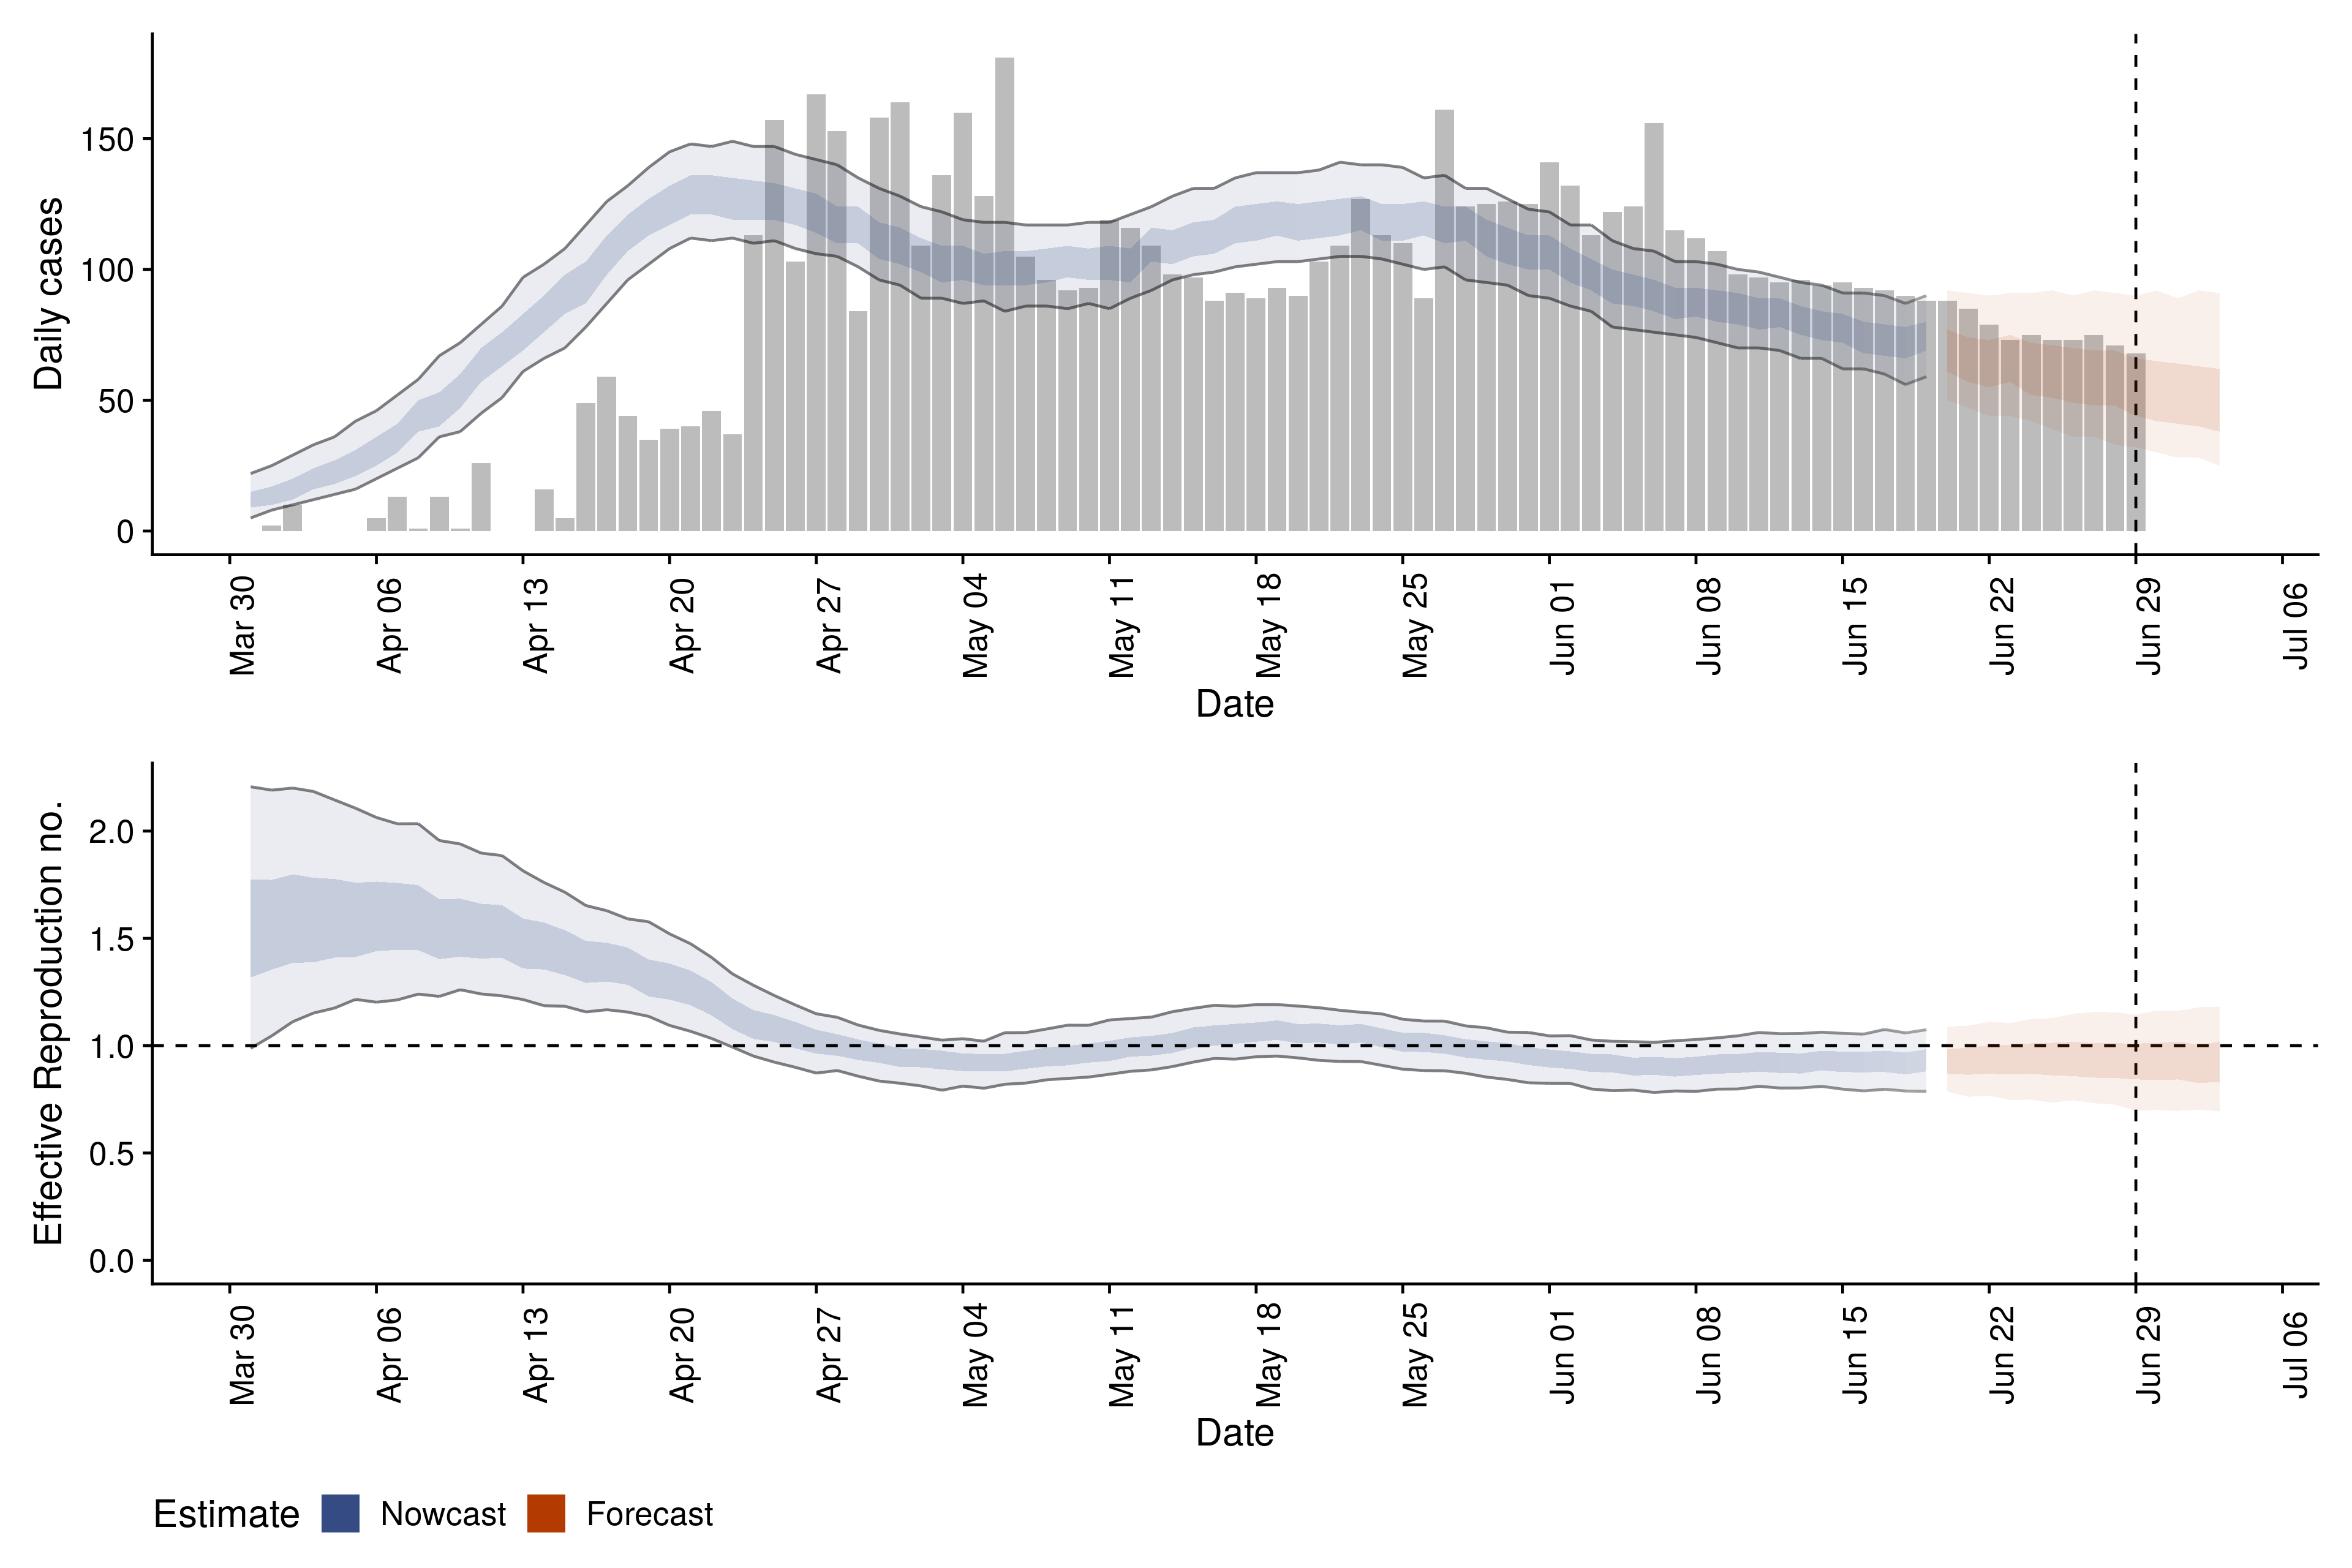 Daily cases
150
100
50
0
Mar 30
Apr 06
Apr 13
Apr 20
Apr 27
May 04
May 11
May 18
May 25
Jun 01
Jun 08
Jun 15
Jun 22
Jun 29
Jul 06
Date
Effective Reproduction no.
2.0
1.5
1.0
0.5
0.0
Mar 30
Apr 06
Apr 13
Apr 20
Apr 27
May 04
May 11
May 18
May 25
Jun 01
Jun 08
Jun 15
Jun 22
Jun 29
Jul 06
Date
Estimate Nowcast Forecast